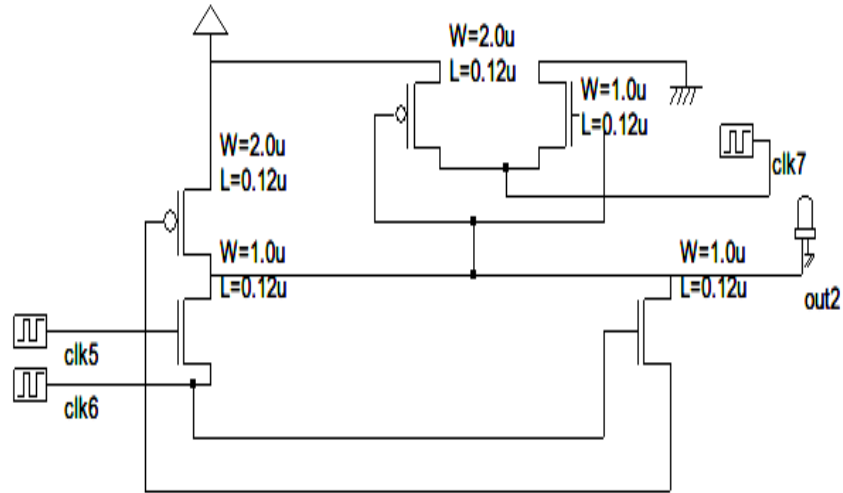 W=2.0u
L=0.12u
W=1.0u
L=0.12u
clk7
W=2.0u
L=0.12u
W=1.0u
L=0.12u
W=1.0u
L=0.12u
out2
clk5
clk6